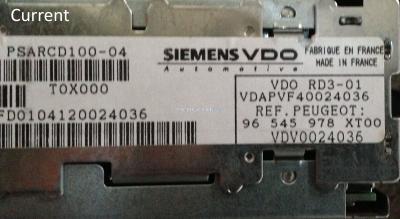 Current
PSARCD100-04
SIEMENS VDO
Automotive
FABRIQUE EN FRANCE
MADE IN FRANCE
T0X000
VDO RD3-01
VDAPVF40024036
REF.PEUGEOT:
96 545 978 XT00
VDV0024036
FD0104120024036